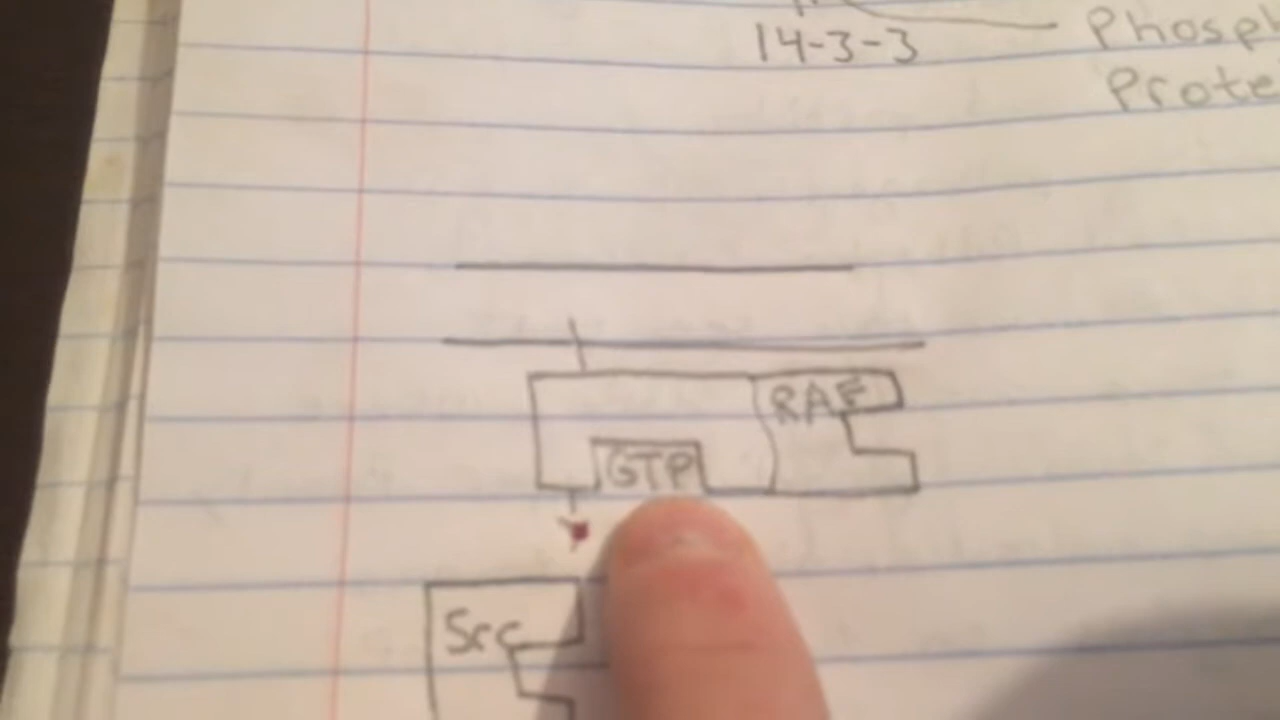 14-3-3
Phosph
Prote
RAF
GTP
Src